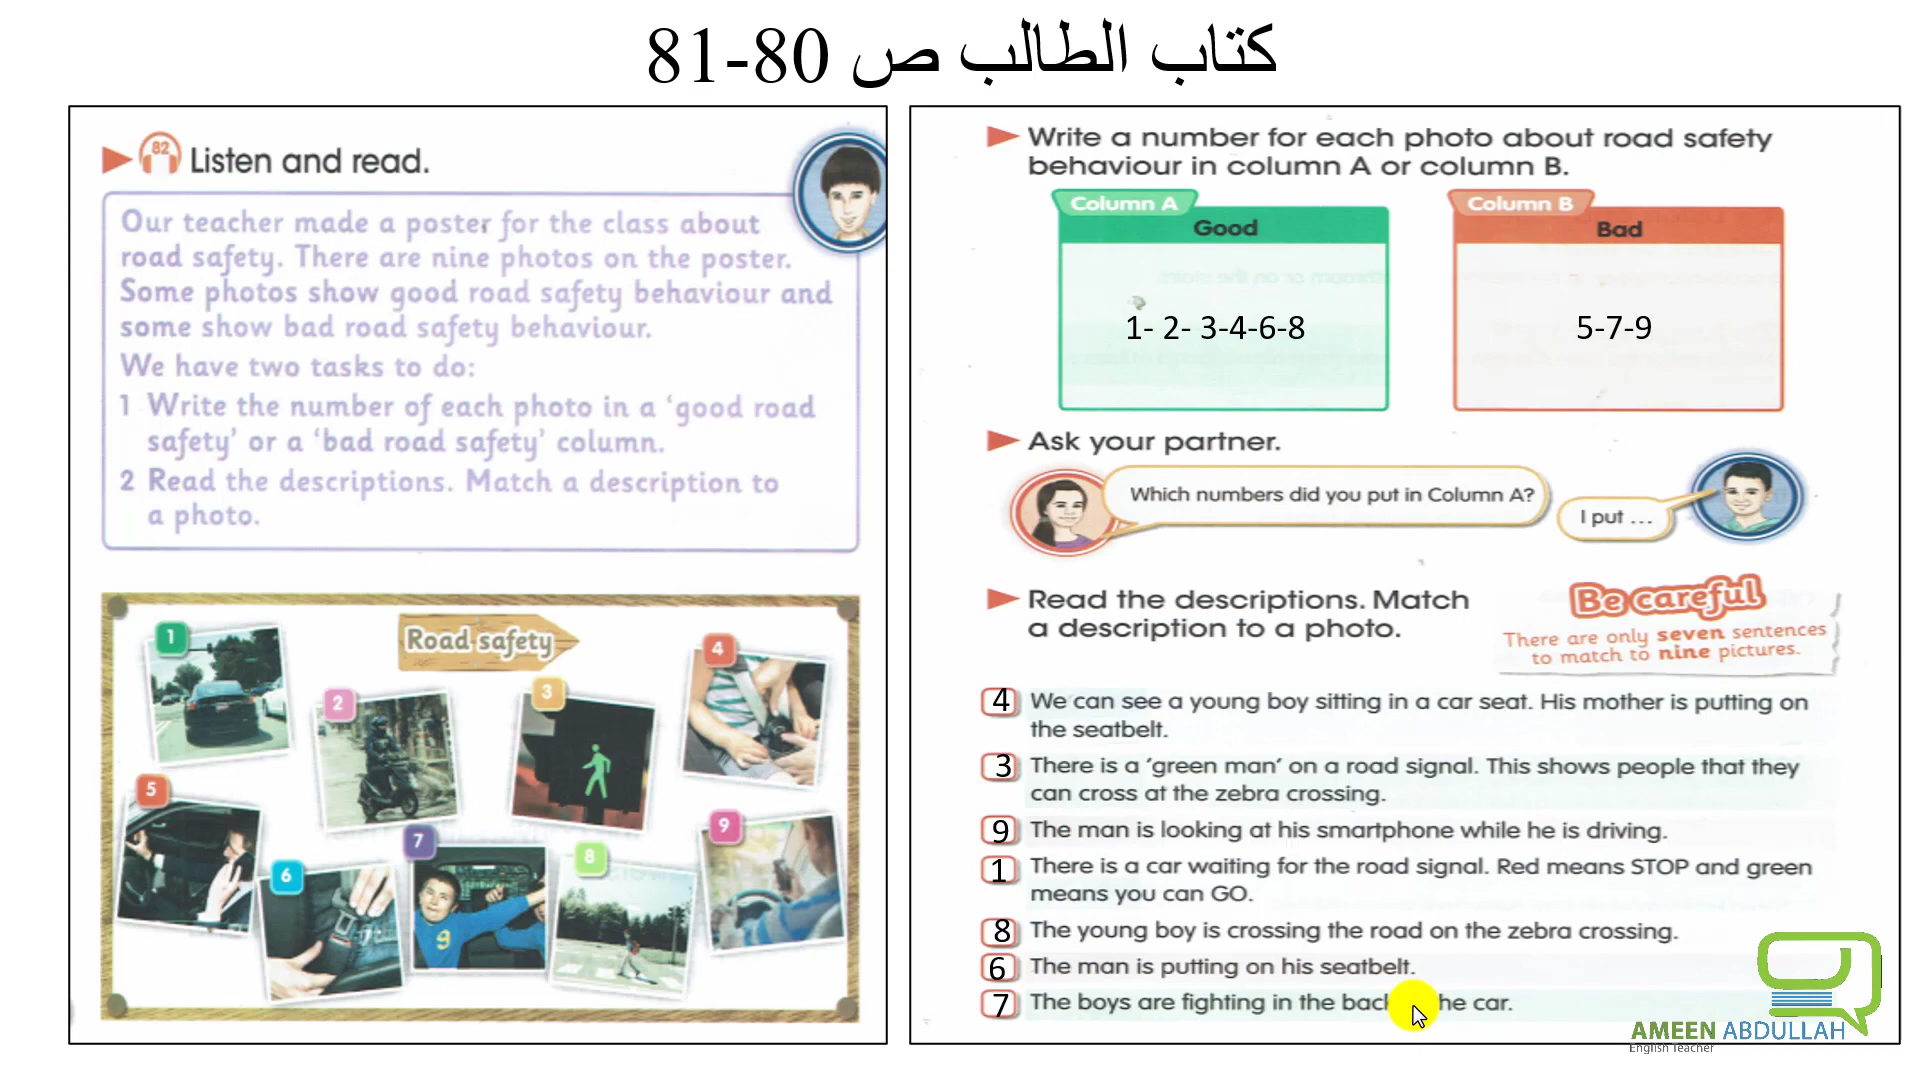 كتاب الطالب ص 80-81
82
Listen and read.
Our teacher made a poster for the class about
road safety. There are nine photos on the poster.
Some photos show good road safety behaviour and
some show bad road safety behaviour.
We have two tasks to do:
1 Write the number of each photo in a ‘good road
safety’ or a ‘bad road safety’ column.
2 Read the descriptions. Match a description to
a photo.
Road safety
1
2
3
4
5
6
7
8
9
9
Write a number for each photo about road safety
behaviour in column A or column B.
Column A
Good
1- 2- 3-4-6-8
Column B
Bad
5-7-9
Ask your partner.
Which numbers did you put in Column A?
I put ...
Read the descriptions. Match
a description to a photo.
Be careful
There are only seven sentences
to match to nine pictures.
4 We can see a young boy sitting in a car seat. His mother is putting on
the seatbelt.
3 There is a ‘green man’ on a road signal. This shows people that they
can cross at the zebra crossing.
9 The man is looking at his smartphone while he is driving.
1 There is a car waiting for the road signal. Red means STOP and green
means you can GO.
8 The young boy is crossing the road on the zebra crossing.
6 The man is putting on his seatbelt.
7 The boys are fighting in the bac he car.
AMEEN ABDULLAH
English Teacher